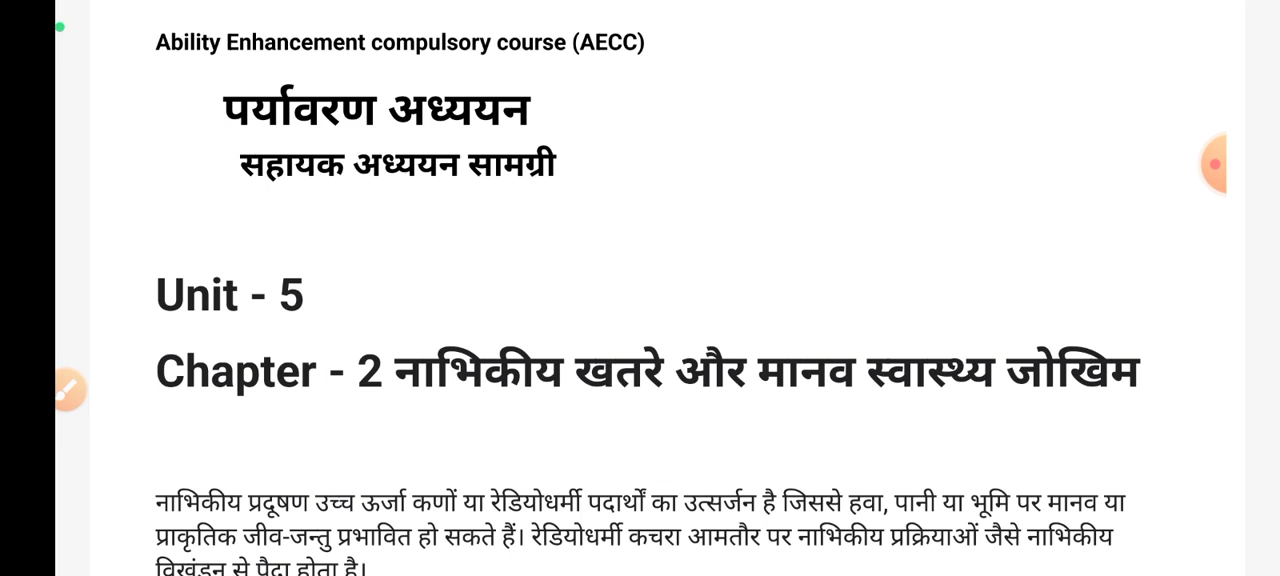 Ability Enhancement compulsory course (AECC)
पर्यावरण अध्ययन
सहायक अध्ययन सामग्री
Unit - 5
Chapter - 2 नाभिकीय खतरे और मानव स्वास्थ्य जोखिम
नाभिकीय प्रदूषण उच्च ऊर्जा कणों या रेडियोधर्मी पदार्थों का उत्सर्जन है जिससे हवा, पानी या भूमि पर मानव या
प्राकृतिक जीव-जन्तु प्रभावित हो सकते हैं। रेडियोधर्मी कचरा आमतौर पर नाभिकीय प्रक्रियाओं जैसे नाभिकीय
विखंडन से पैदा होता है।